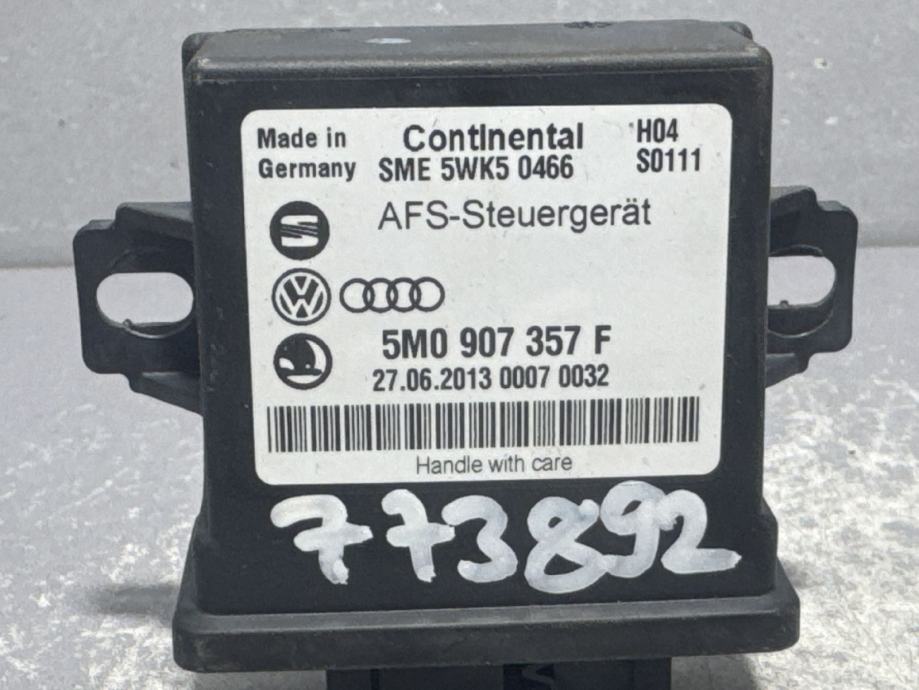 Made in Germany
Continental
H04
SME 5WK5 0466
S0111
AFS-Steuergerät
5M0 907 357 F
27.06.2013 0007 0032
Handle with care
773892